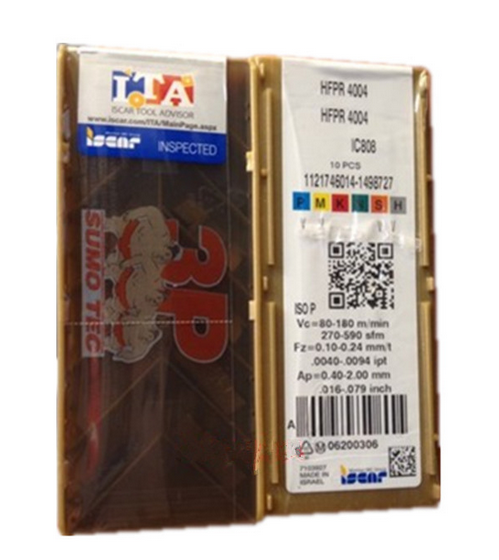 ITA
ISCAR TOOL ADVISOR
www.iscar.com/ITA/MainPage.aspx
iscar
INSPECTED
3P
SUMO TEC
HFPR 4004
HFPR 4004
IC808
10 PCS
1121746014-1498727
P M K N S H
ISO P
Vc=80-180 m/min
270-590 sfm
Fz=0.10-0.24 mm/t
.0040-.0094 ipt
Ap=0.40-2.00 mm
.016-.079 inch
A
06200306
7103607
MADE IN
ISRAEL
iscar